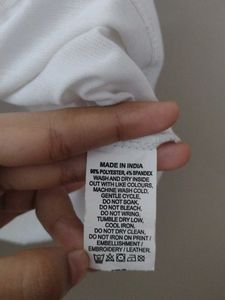 MADE IN INDIA
96% POLYESTER, 4% SPANDEX
WASH AND DRY INSIDE
OUT WITH LIKE COLOURS,
MACHINE WASH COLD,
GENTLE CYCLE,
DO NOT SOAK,
DO NOT BLEACH,
DO NOT WRING,
TUMBLE DRY LOW,
COOL IRON,
DO NOT DRY CLEAN,
DO NOT IRON ON PRINT /
EMBELLISHMENT /
EMBROIDERY / LEATHER.